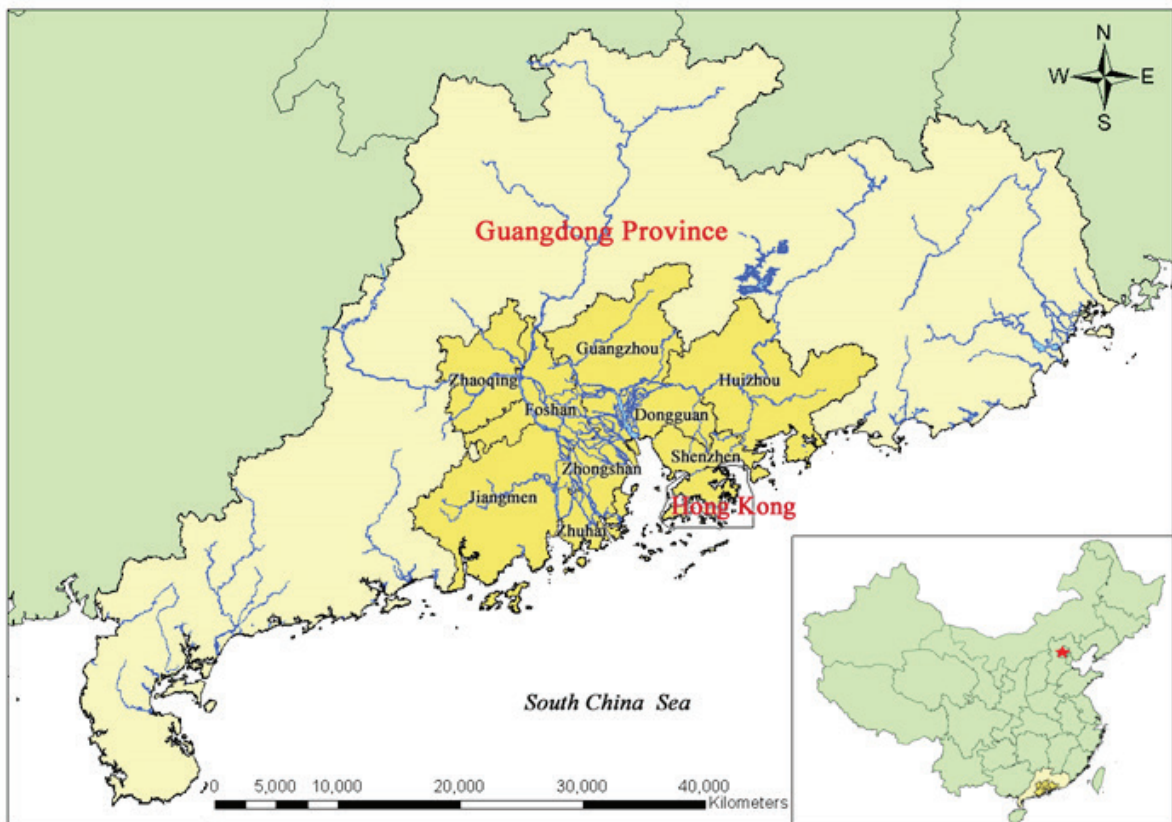 N
W E
S
Guangdong Province
Guangzhou
Zhaoqing
Huizhou
Foshan
Dongguan
Shenzhen
Zhongshan
Jiangmen
Hong Kong
Zhuhai
South China Sea
0 5,000 10,000 20,000 30,000 40,000
Kilometers